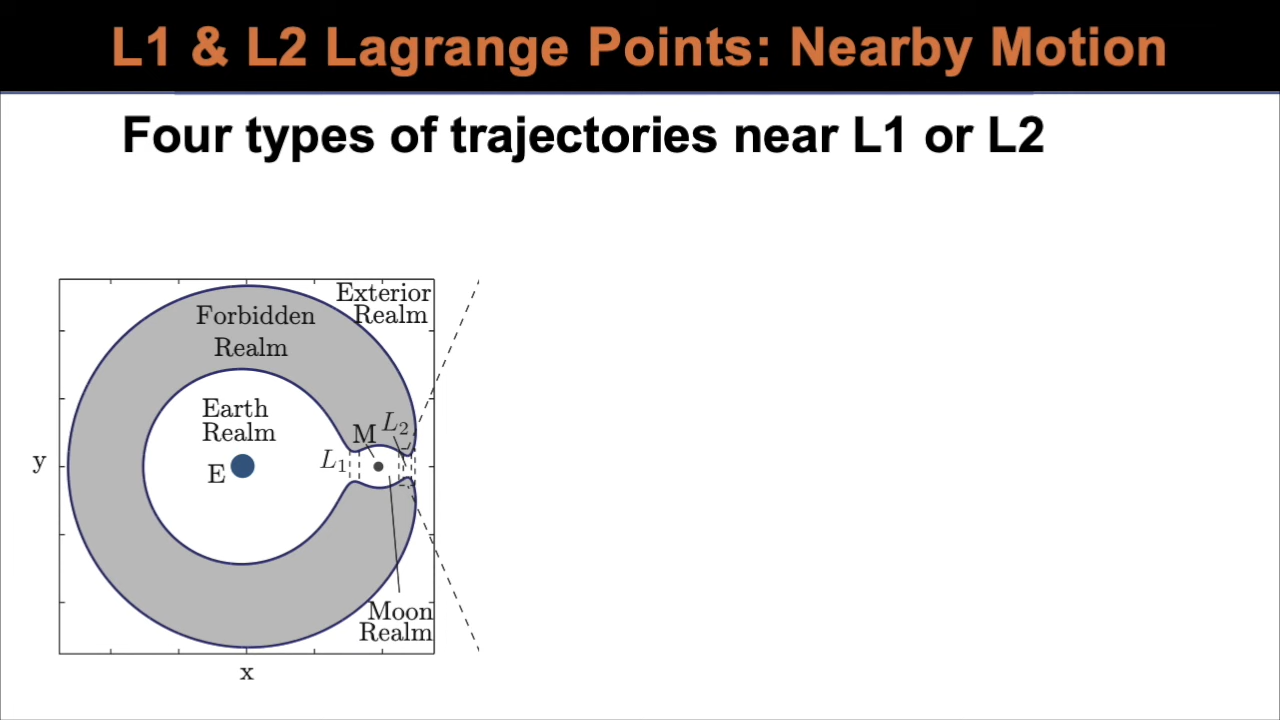 L1 & L2 Lagrange Points: Nearby Motion
Four types of trajectories near L1 or L2
Exterior
Realm
Forbidden
Realm
Earth
Realm
E
M
L2
L1
y
Moon
Realm
x